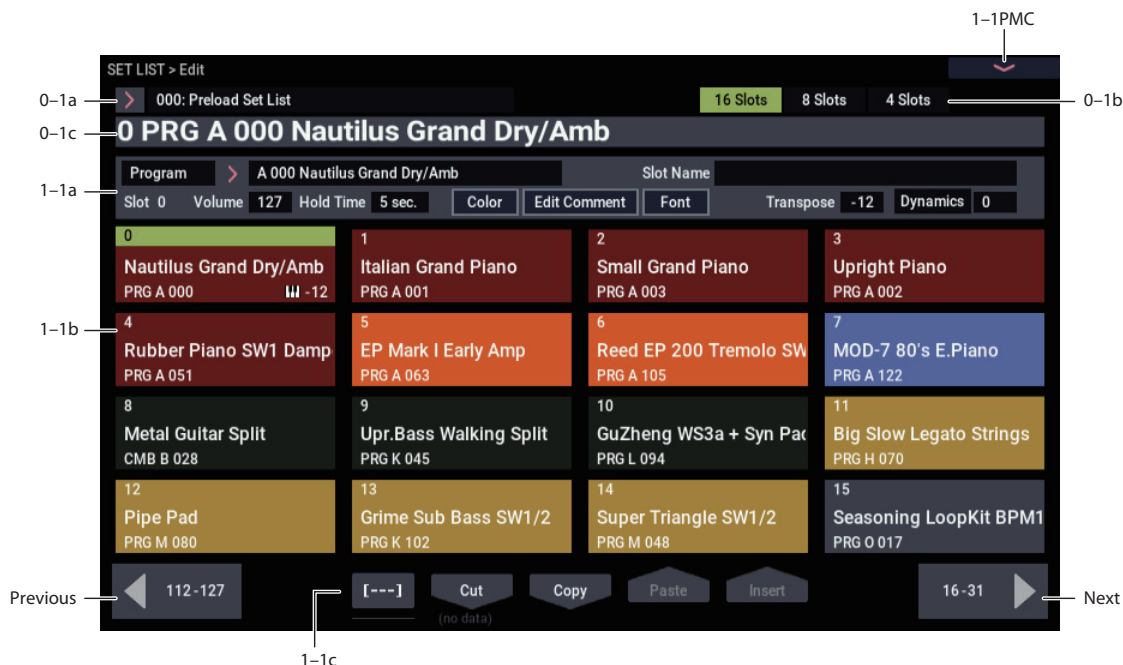 1–1PMC
SET LIST > Edit
0–1a
000: Preload Set List
16 Slots
8 Slots
4 Slots
0–1b
0–1c
0 PRG A 000 Nautilus Grand Dry/Amb
1–1a
Program
A 000 Nautilus Grand Dry/Amb
Slot Name
Slot 0 Volume 127 Hold Time 5 sec. Color Edit Comment Font Transpose -12 Dynamics 0
0
Nautilus Grand Dry/Amb
PRG A 000 -12
1
Italian Grand Piano
PRG A 001
2
Small Grand Piano
PRG A 003
3
Upright Piano
PRG A 002
1–1b
4
Rubber Piano SW1 Damp
PRG A 051
5
EP Mark I Early Amp
PRG A 063
6
Reed EP 200 Tremolo SW
PRG A 105
7
MOD-7 80's E.Piano
PRG A 122
8
Metal Guitar Split
CMB B 028
9
Upr.Bass Walking Split
PRG K 045
10
GuZheng WS3a + Syn Pad
PRG L 094
11
Big Slow Legato Strings
PRG H 070
12
Pipe Pad
PRG M 080
13
Grime Sub Bass SW1/2
PRG K 102
14
Super Triangle SW1/2
PRG M 048
15
Seasoning LoopKit BPM1
PRG O 017
Previous
112-127
[---]
Cut
Copy
Paste
Insert
16-31
Next
(no data)
1–1c